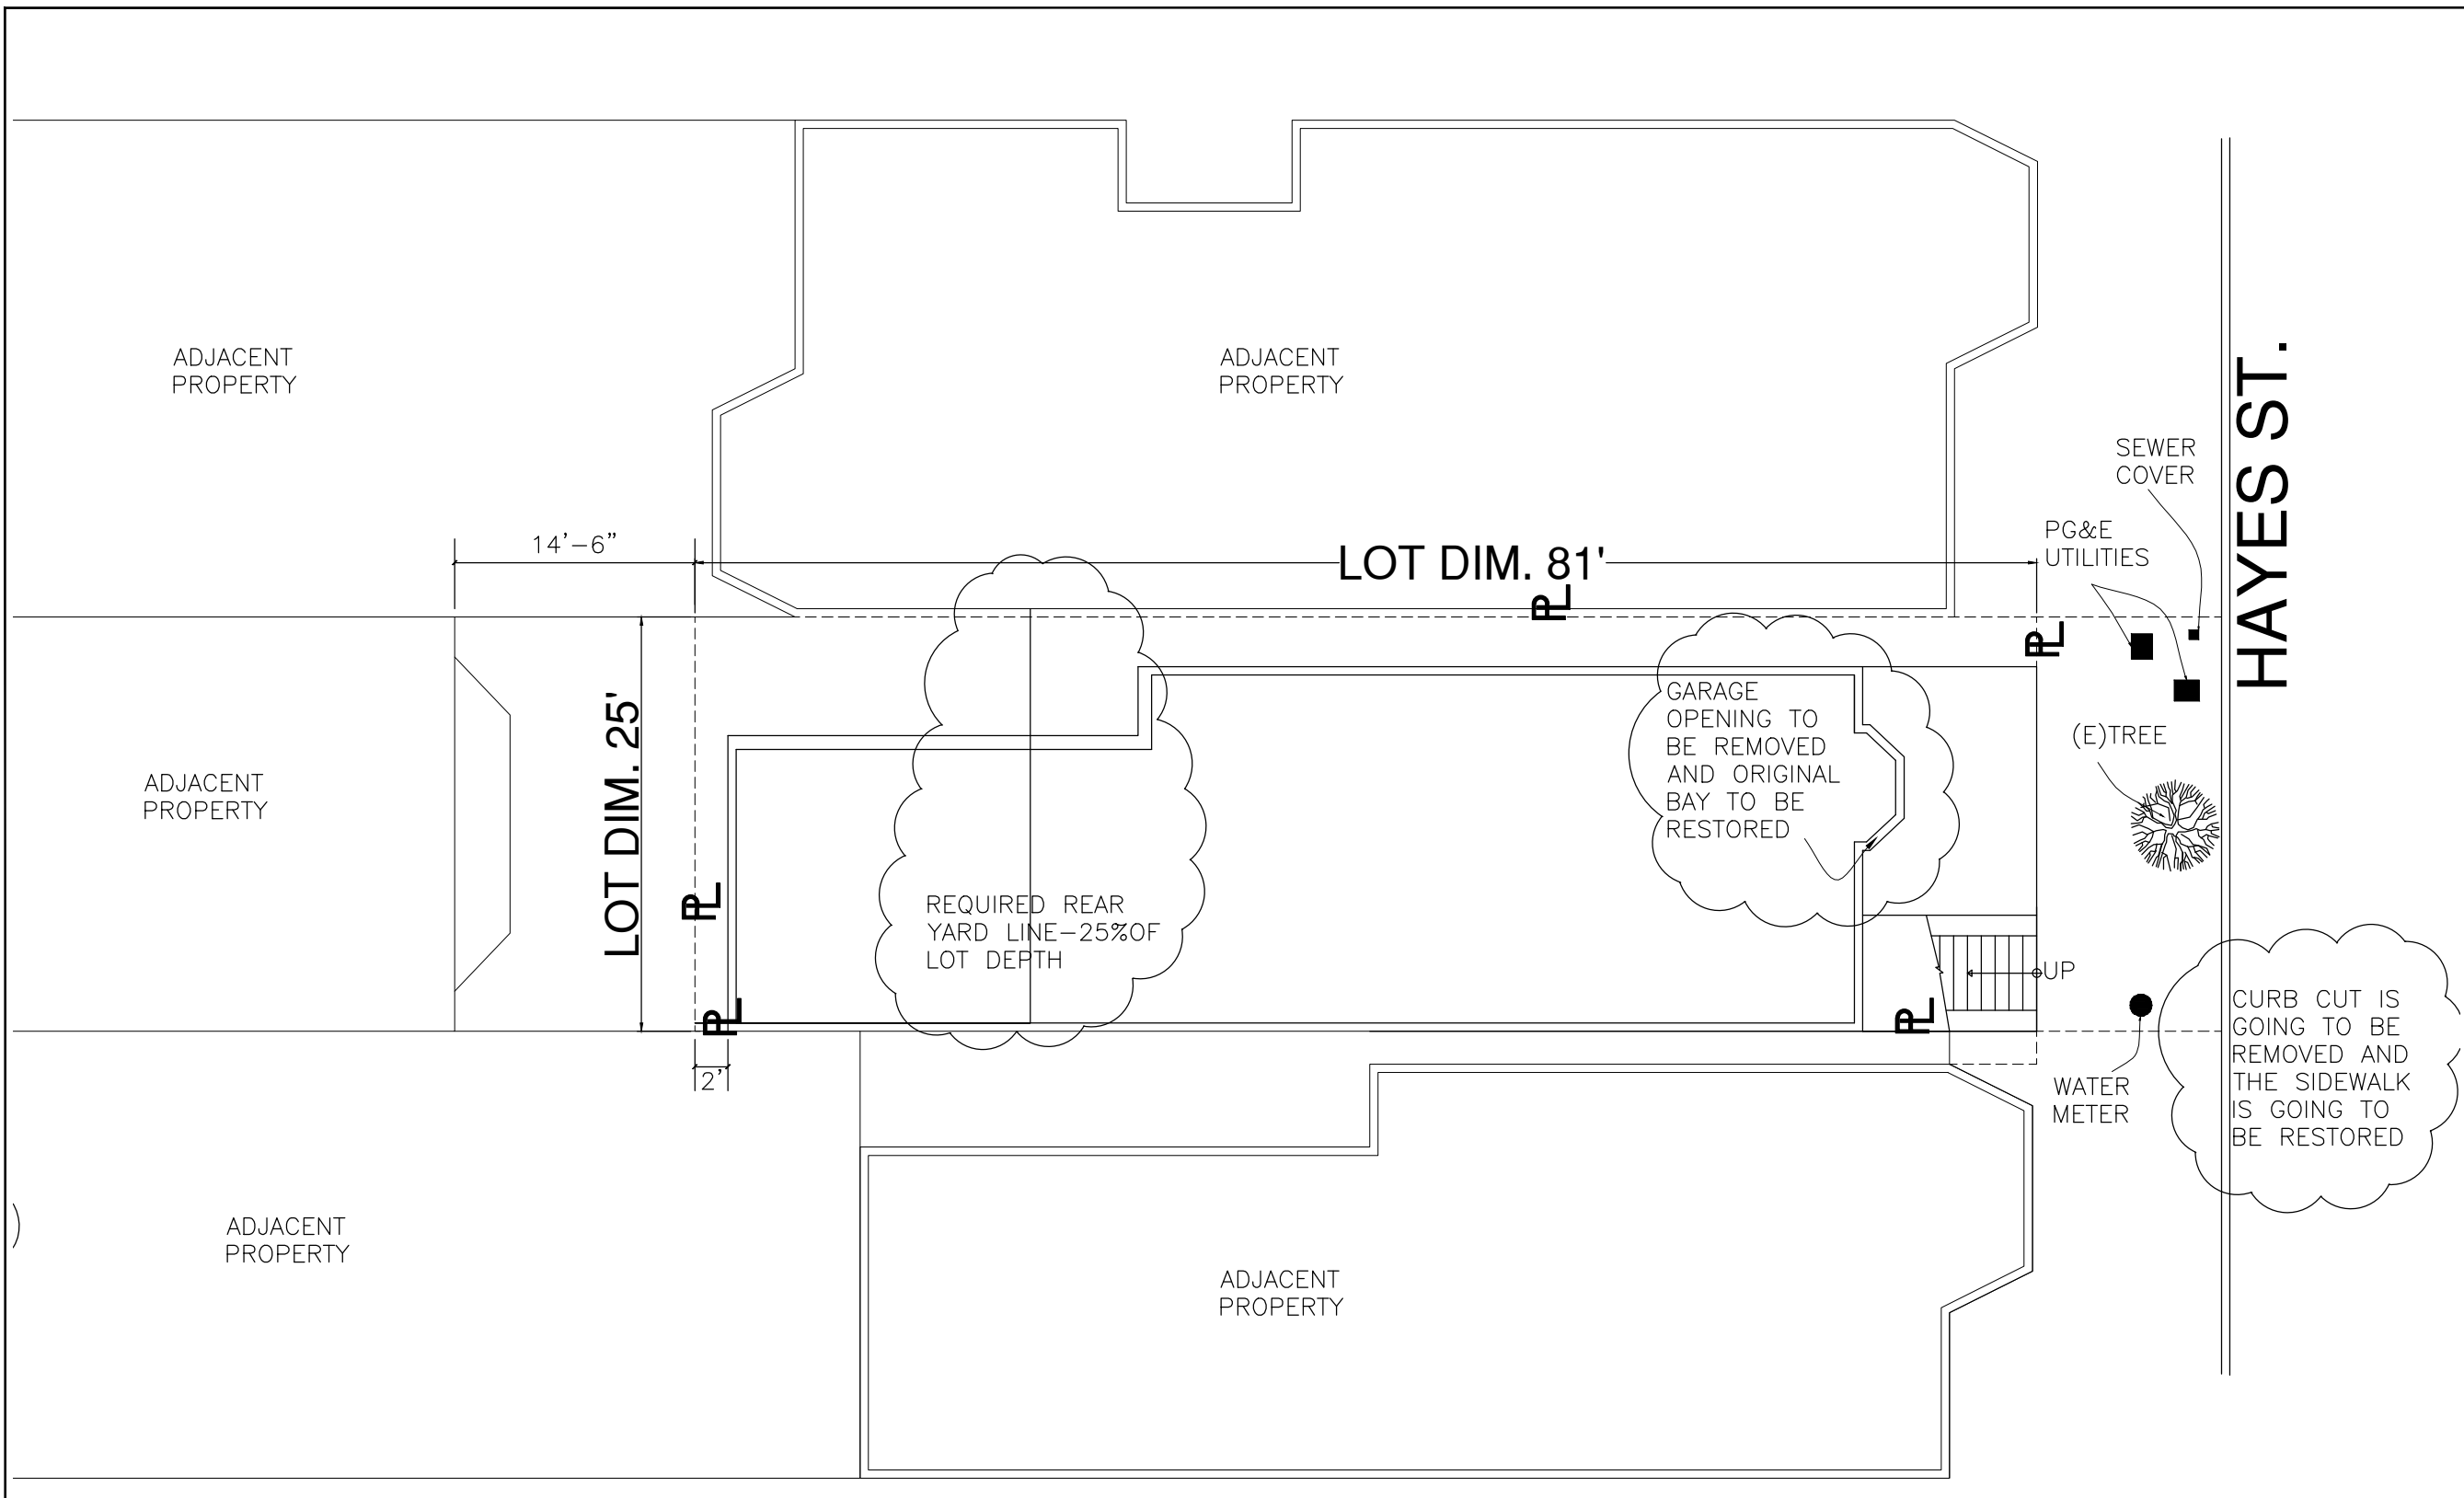 ADJACENT
PROPERTY
ADJACENT
PROPERTY
HAYES ST.
SEWER
COVER
PG&E
UTILITIES
14'-6"
LOT DIM. 81'
PL
PL
LOT DIM. 25'
GARAGE
OPENING TO
BE REMOVED
AND ORIGINAL
BAY TO BE
RESTORED
(E)TREE
ADJACENT
PROPERTY
PL
REQUIRED REAR
YARD LINE-25%OF
LOT DEPTH
UP
PL
PL
2'
CURB CUT IS
GOING TO BE
REMOVED AND
THE SIDEWALK
IS GOING TO
BE RESTORED
WATER
METER
ADJACENT
PROPERTY
ADJACENT
PROPERTY